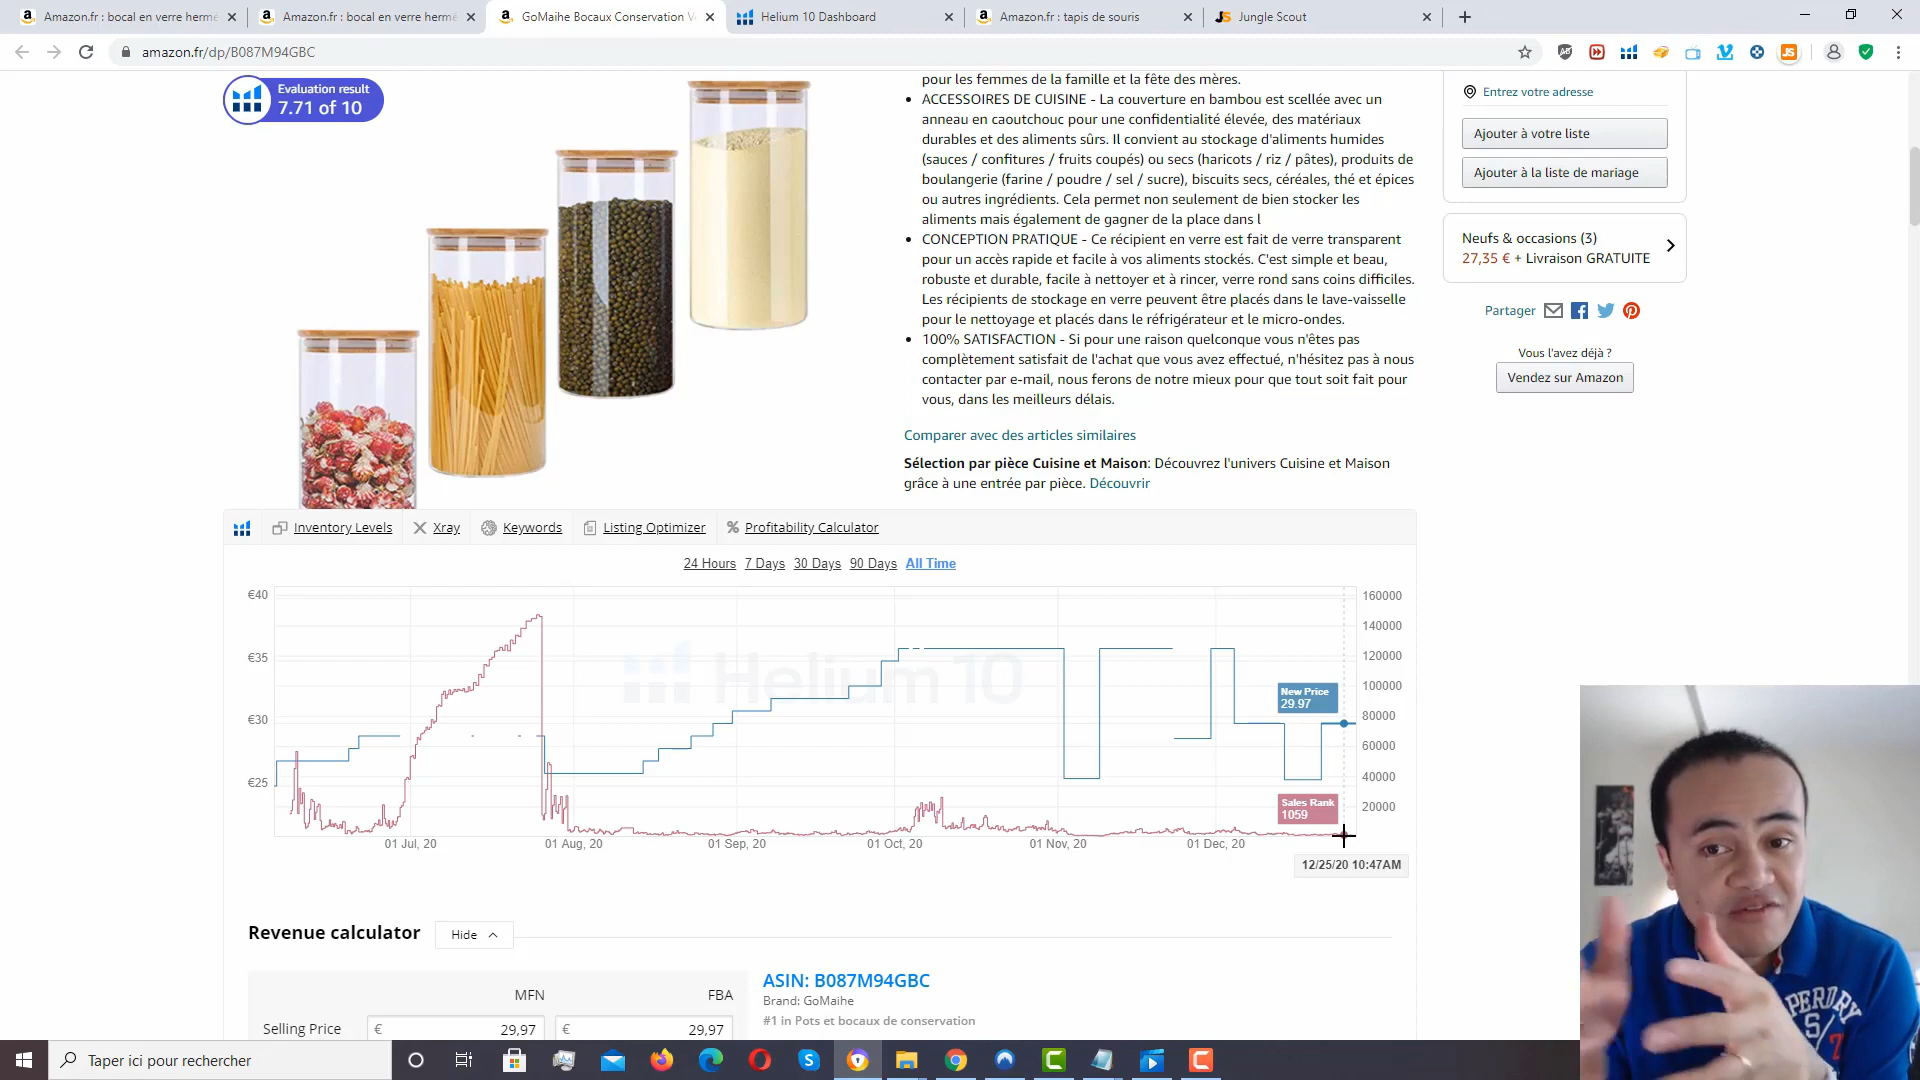 Amazon.fr : bocal en verre hermé
Amazon.fr : bocal en verre hermé
GoMaihe Bocaux Conservation V
Helium 10 Dashboard
Amazon.fr : tapis de souris
Jungle Scout
amazon.fr/dp/B087M94GBC
Evaluation result
7.71 of 10
pour les femmes de la famille et la fête des mères.
ACCESSOIRES DE CUISINE - La couverture en bambou est scellée avec un
anneau en caoutchouc pour une confidentialité élevée, des matériaux
durables et des aliments sûrs. Il convient au stockage d'aliments humides
(sauces / confitures / fruits coupés) ou secs (haricots / riz / pâtes), produits de
boulangerie (farine / poudre / sel / sucre), biscuits secs, céréales, thé et épices
ou autres ingrédients. Cela permet non seulement de bien stocker les
aliments mais également de gagner de la place dans l
CONCEPTION PRATIQUE - Ce récipient en verre est fait de verre transparent
pour un accès rapide et facile à vos aliments stockés. C'est simple et beau,
robuste et durable, facile à nettoyer et à rincer, verre rond sans coins difficiles.
Les récipients de stockage en verre peuvent être placés dans le lave-vaisselle
pour le nettoyage et placés dans le réfrigérateur et le micro-ondes.
100% SATISFACTION - Si pour une raison quelconque vous n'êtes pas
complètement satisfait de l'achat que vous avez effectué, n'hésitez pas à nous
contacter par e-mail, nous ferons de notre mieux pour que tout soit fait pour
vous, dans les meilleurs délais.
Comparer avec des articles similaires
Sélection par pièce Cuisine et Maison: Découvrez l'univers Cuisine et Maison
grâce à une entrée par pièce. Découvrir
Entrez votre adresse
Ajouter à votre liste
Ajouter à la liste de mariage
Neufs & occasions (3)
27,35 € + Livraison GRATUITE
Partager
Vous l'avez déjà ?
Vendez sur Amazon
Inventory Levels
Xray
Keywords
Listing Optimizer
Profitability Calculator
24 Hours 7 Days 30 Days 90 Days All Time
€40
€35
€30
€25
Helium 10
New Price
29.97
Sales Rank
1059
160000
140000
120000
100000
80000
60000
40000
20000
01 Jul, 20
01 Aug, 20
01 Sep, 20
01 Oct, 20
01 Nov, 20
01 Dec, 20
12/25/20 10:47AM
Revenue calculator
Hide
MFN
FBA
Selling Price
€ 29,97
€ 29,97
ASIN: B087M94GBC
Brand: GoMaihe
#1 in Pots et bocaux de conservation
Taper ici pour rechercher